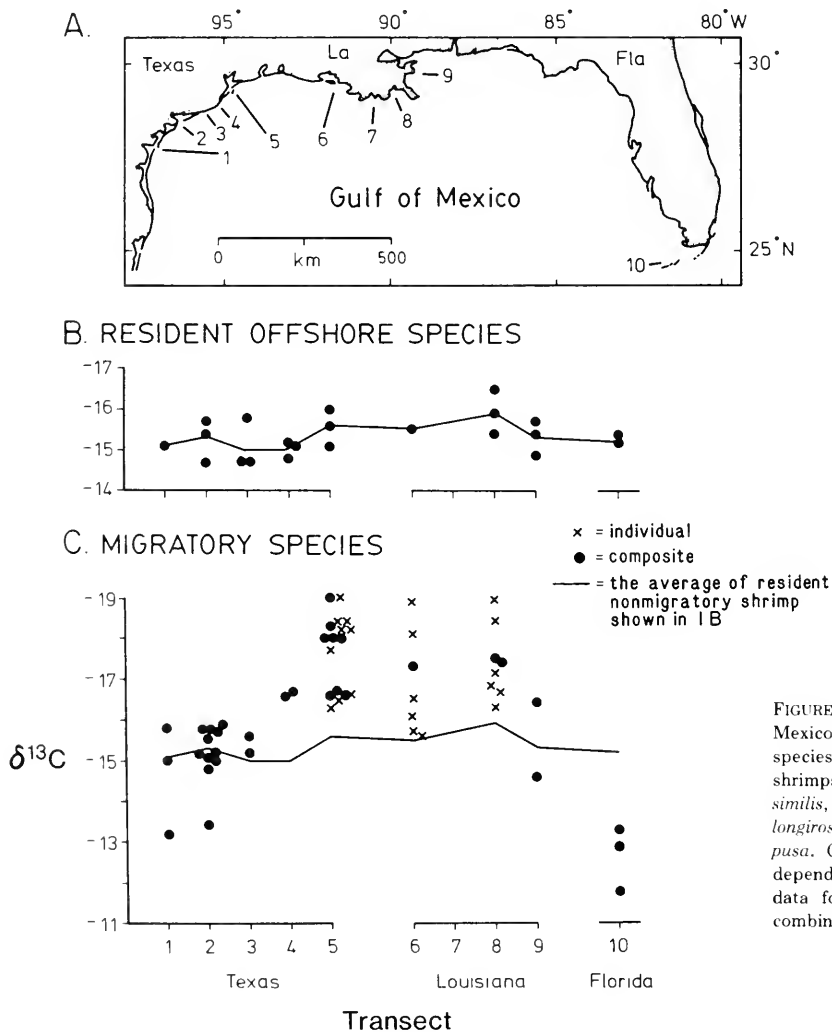 A.
95° 90° 85° 80° W
Texas La Fla 30°
9
1 2 3 4 5 6 7 8
Gulf of Mexico
0 km 500
25° N
10
B. RESIDENT OFFSHORE SPECIES
-17
-16
-15
-14
C. MIGRATORY SPECIES
x = individual
● = composite
— = the average of resident
nonmigratory shrimp
shown in 1B
-19
-17
-15
-13
-11
δ¹³C
1 2 3 4 5 6 7 8 9 10
Texas Louisiana Florida
Transect
FIGURE
Mexico
species
shrimps
similis,
longiros
pusa. C
depend
data fo
combin